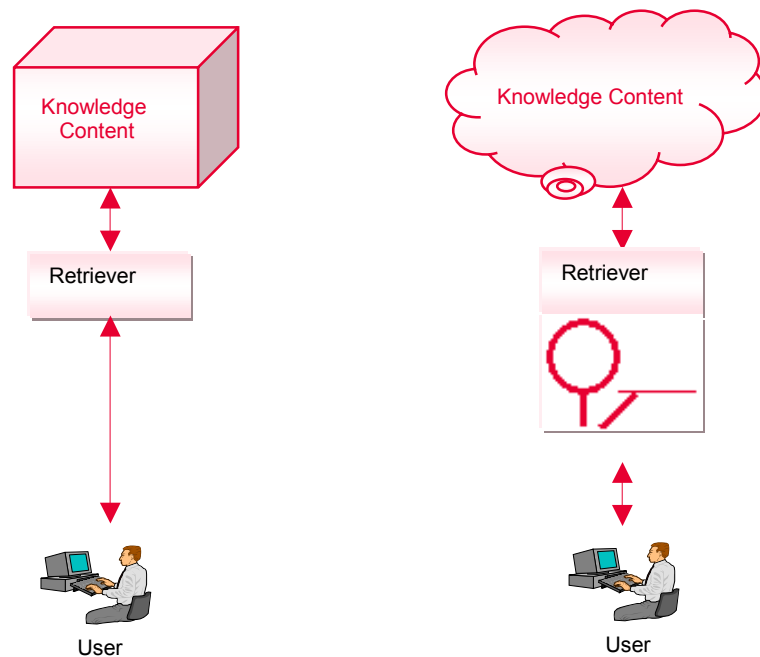 Knowledge
Content
Retriever
User
Knowledge Content
Retriever
User